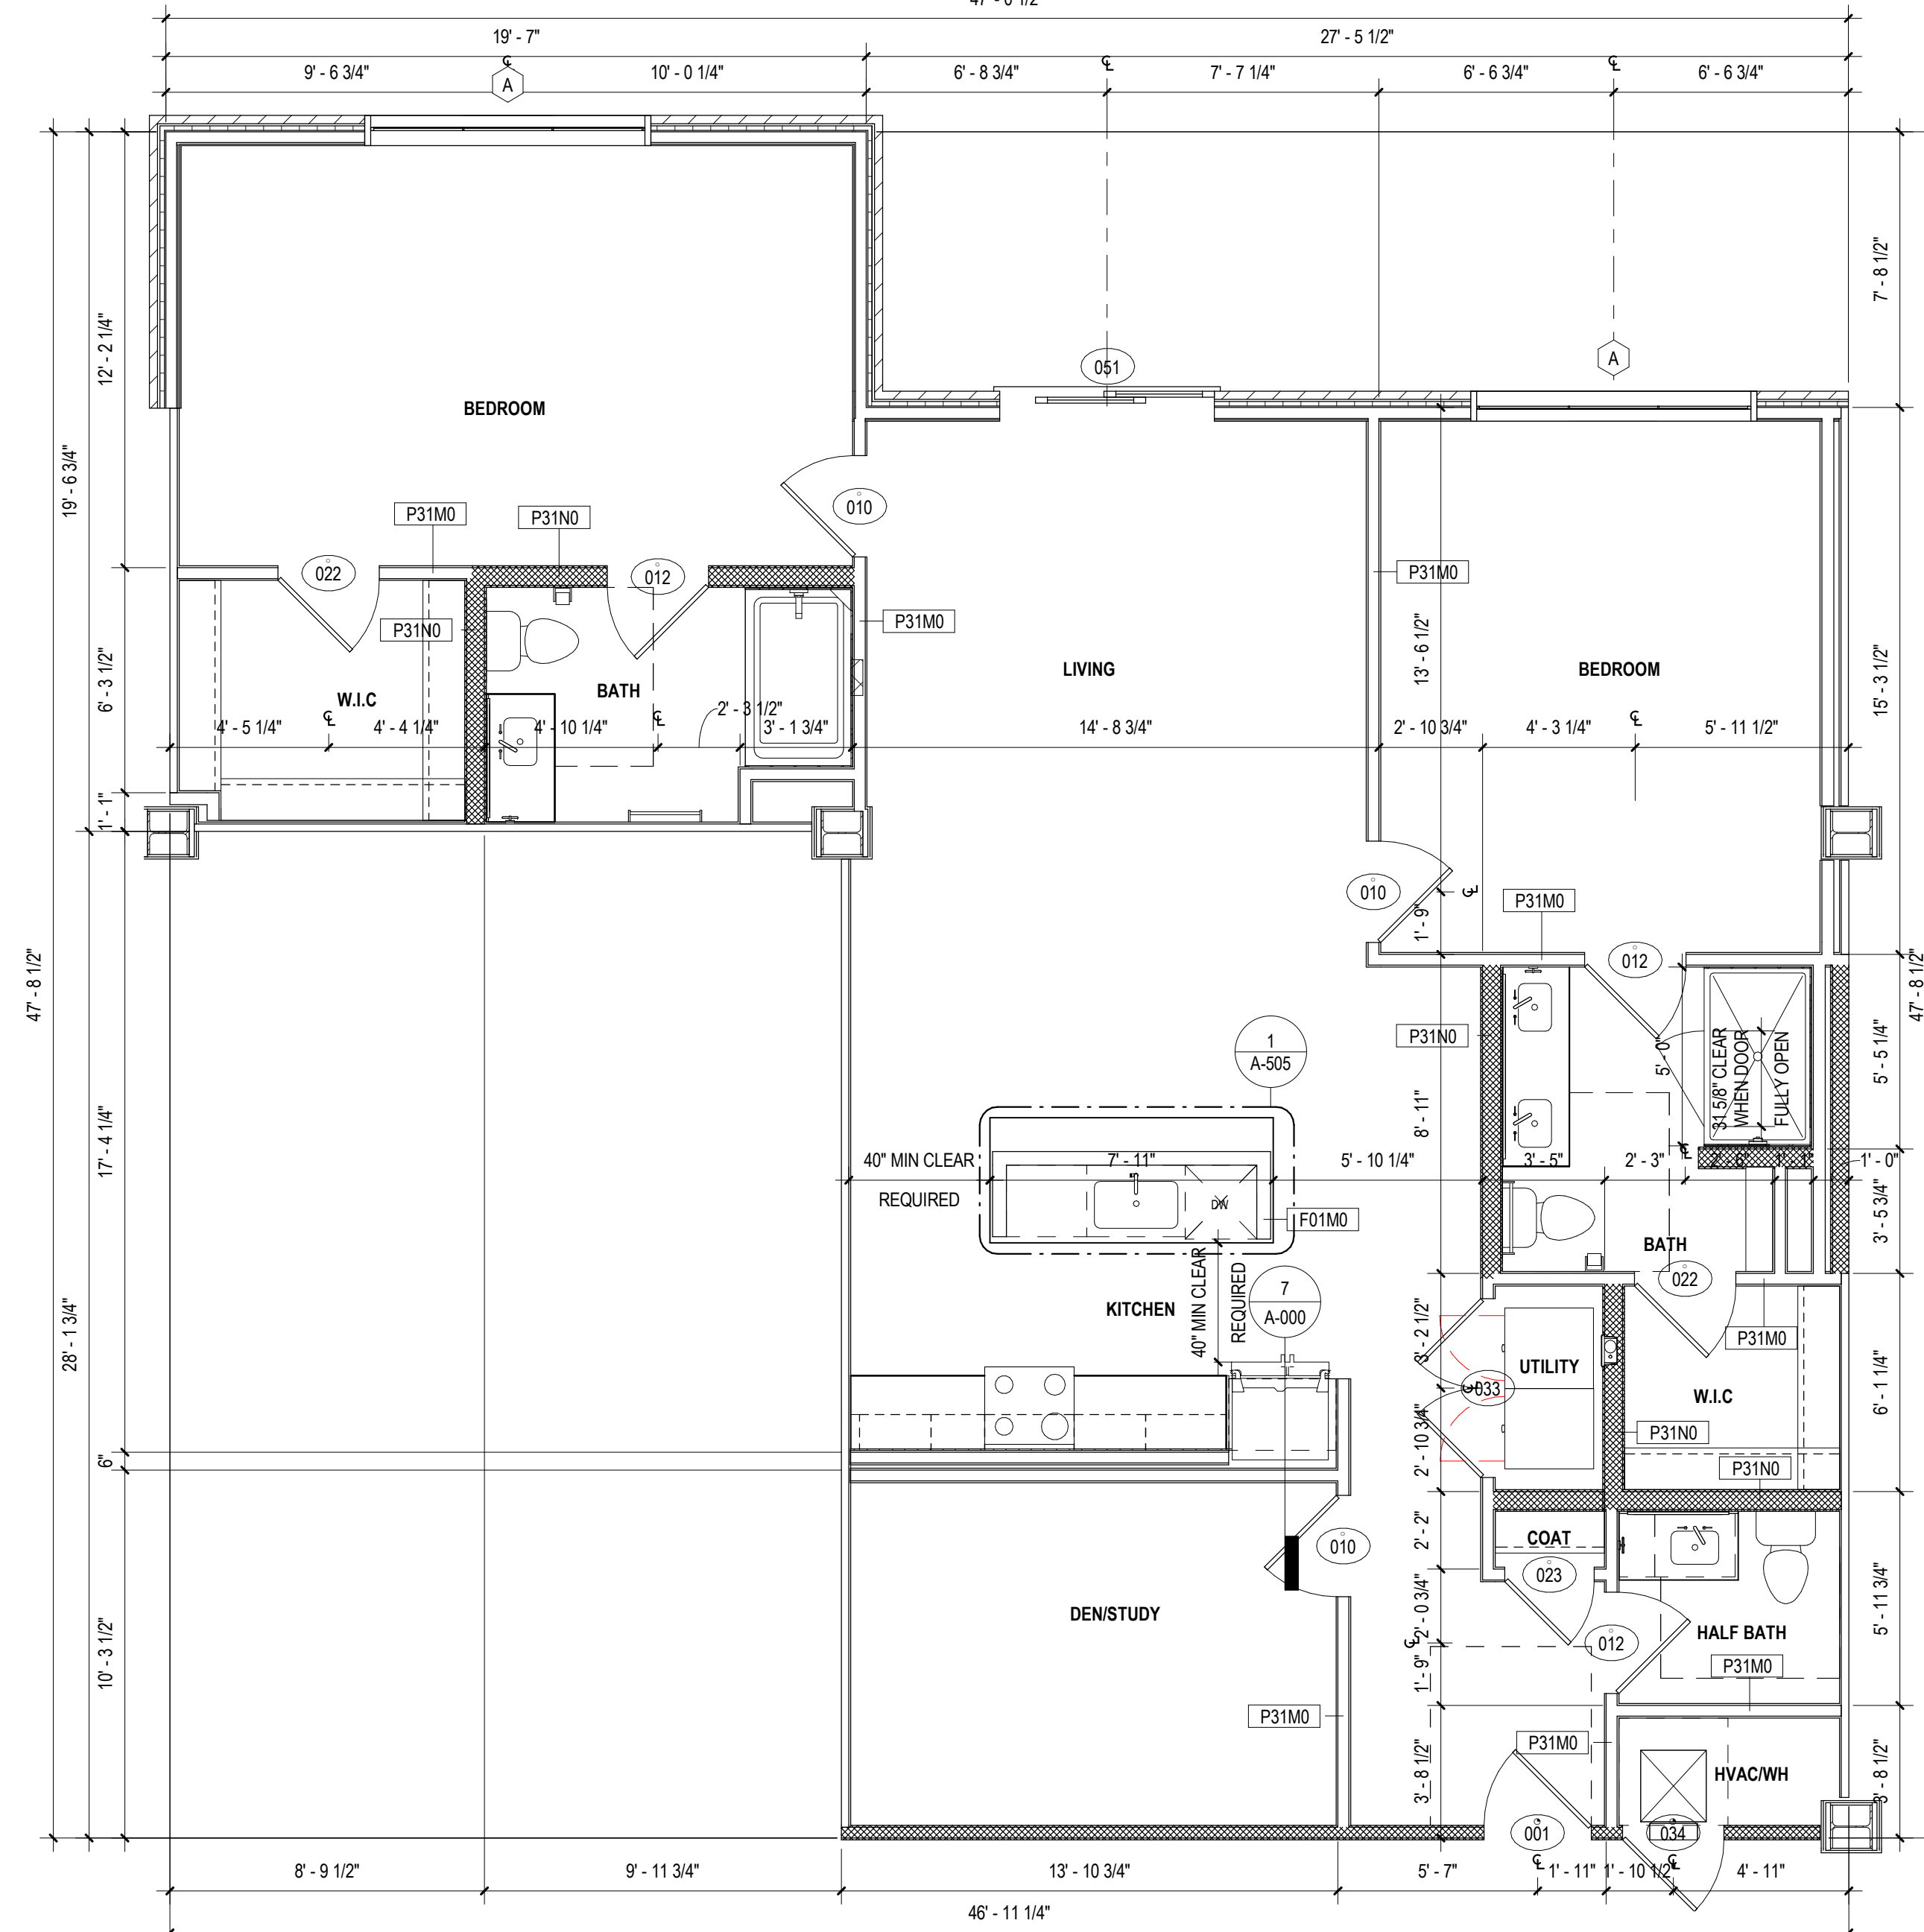 47' - 0 1/2"
19' - 7"
27' - 5 1/2"
9' - 6 3/4"
℄
A
10' - 0 1/4"
6' - 8 3/4"
℄
7' - 7 1/4"
6' - 6 3/4"
℄
6' - 6 3/4"
7' - 8 1/2"
12' - 2 1/4"
051
A
BEDROOM
19' - 6 3/4"
P31M0
P31N0
010
022
012
P31M0
P31N0
P31M0
13' - 6 1/2"
6' - 3 1/2"
LIVING
BEDROOM
15' - 3 1/2"
W.I.C
BATH
4' - 5 1/4"
℄
4' - 4 1/4"
4' - 10 1/4"
℄
2' - 3 1/2"
3' - 1 3/4"
14' - 8 3/4"
2' - 10 3/4"
4' - 3 1/4"
℄
5' - 11 1/2"
1' - 1"
010
℄
P31M0
1' - 9"
012
47' - 8 1/2"
47' - 8 1/2"
1
A-505
P31N0
5' - 0"
31 5/8" CLEAR
WHEN DOOR
FULLY OPEN
5' - 5 1/4"
17' - 4 1/4"
8' - 11"
40" MIN CLEAR
REQUIRED
7' - 11"
5' - 10 1/4"
3' - 5"
2' - 3"
℄
2' - 6"
1' - 1"
1' - 0"
DW
F01M0
3' - 5 3/4"
BATH
022
40" MIN CLEAR
REQUIRED
7
A-000
KITCHEN
28' - 1 3/4"
3' - 2 1/2"
P31M0
UTILITY
℄
033
W.I.C
6' - 1 1/4"
2' - 10 3/4"
P31N0
6"
P31N0
2' - 2"
COAT
010
023
DEN/STUDY
2' - 0 3/4"
℄
012
HALF BATH
5' - 11 3/4"
10' - 3 1/2"
1' - 9"
P31M0
P31M0
P31M0
3' - 8 1/2"
HVAC/WH
3' - 8 1/2"
001
034
8' - 9 1/2"
9' - 11 3/4"
13' - 10 3/4"
5' - 7"
℄
1' - 11"
1' - 10 1/2"
℄
4' - 11"
46' - 11 1/4"